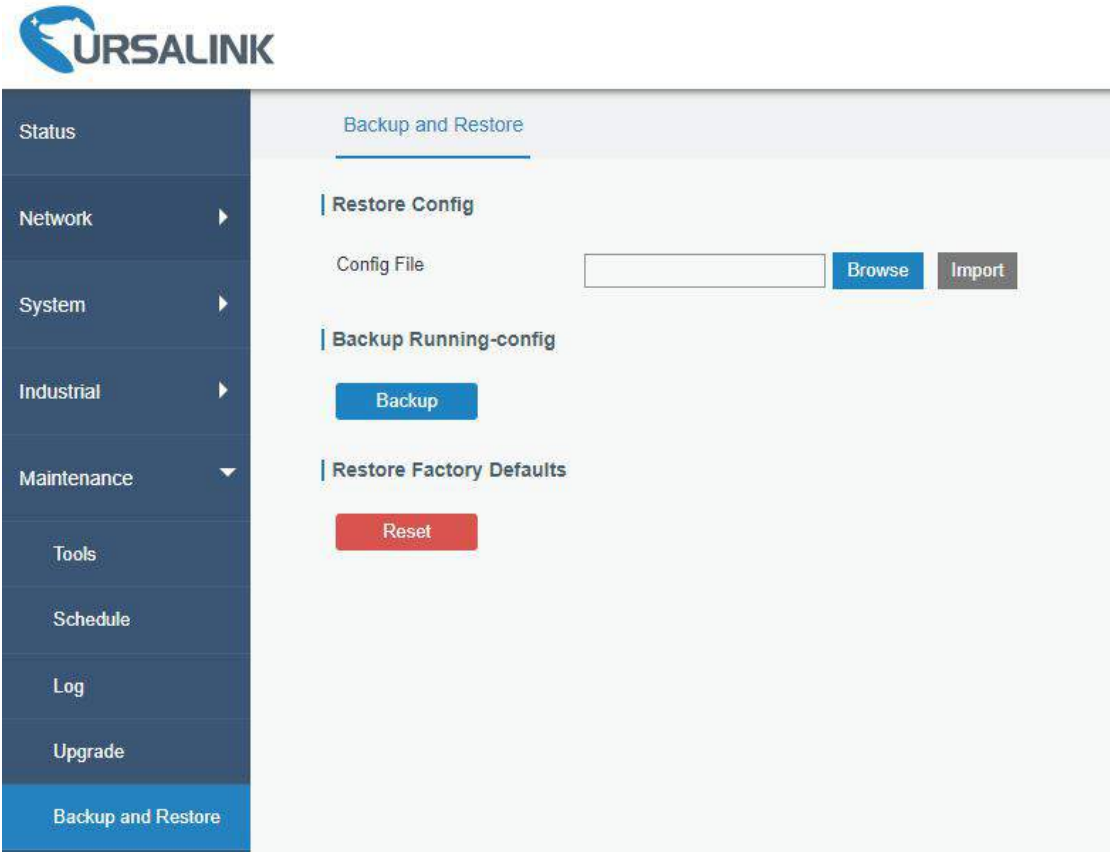 URSALINK
Status
Backup and Restore
Network
Restore Config
Config File
Browse
Import
System
Backup Running-config
Industrial
Backup
Maintenance
Restore Factory Defaults
Reset
Tools
Schedule
Log
Upgrade
Backup and Restore